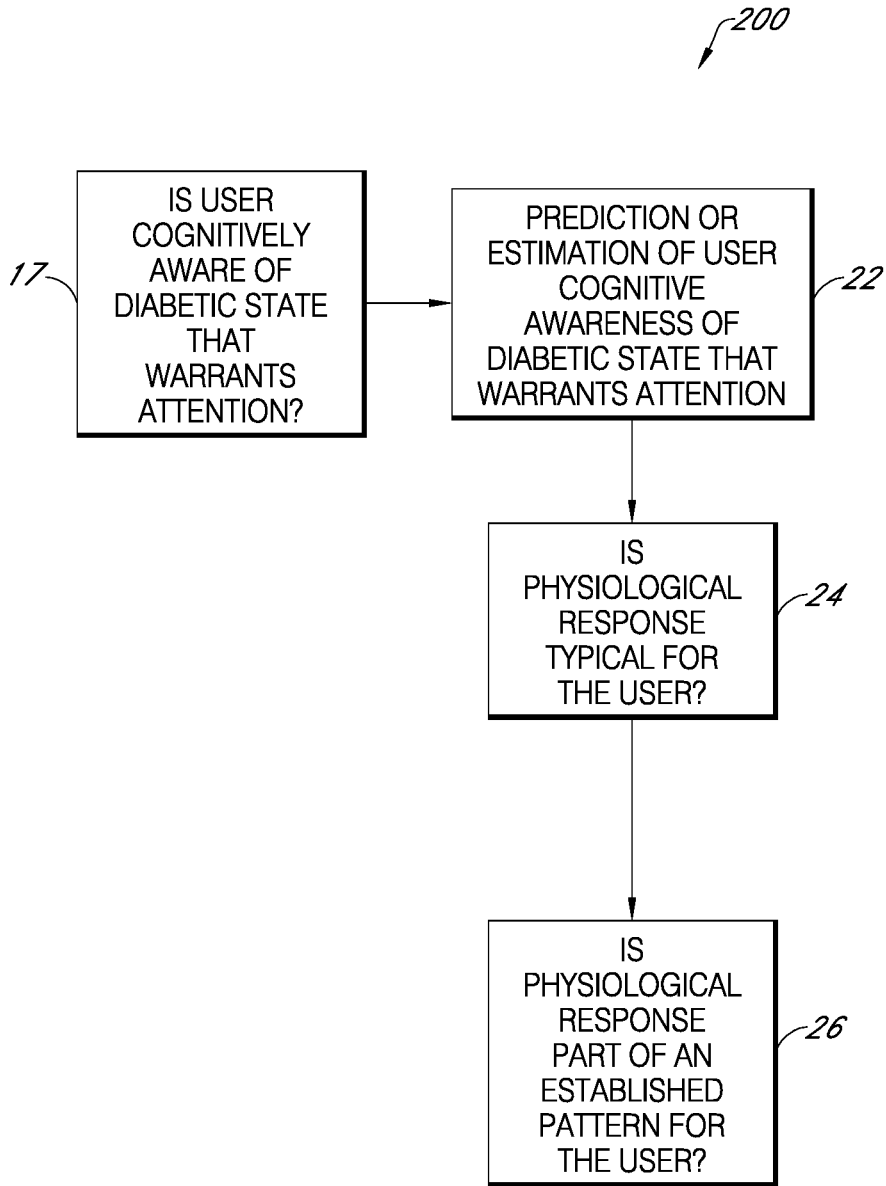 200
IS USER
COGNITIVELY
AWARE OF
DIABETIC STATE
THAT
WARRANTS
ATTENTION?
17
PREDICTION OR
ESTIMATION OF USER
COGNITIVE
AWARENESS OF
DIABETIC STATE THAT
WARRANTS ATTENTION
22
IS
PHYSIOLOGICAL
RESPONSE
TYPICAL FOR
THE USER?
24
IS
PHYSIOLOGICAL
RESPONSE
PART OF AN
ESTABLISHED
PATTERN FOR
THE USER?
26